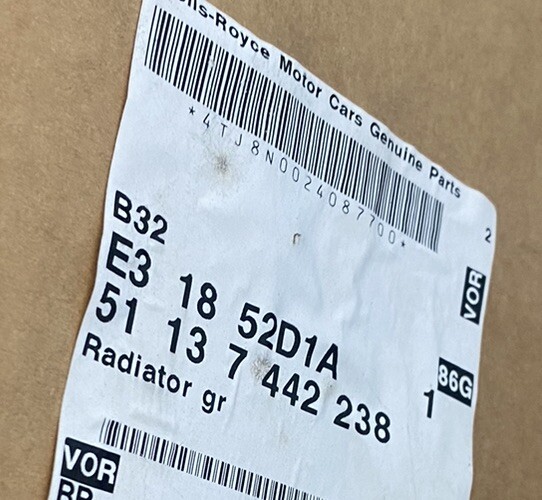 lls-Royce Motor Cars Genuine Parts
*4TJ8N0024087700*
2
B32
E3 18 52D1A
VOR
51 13 7 442 238
1 86G
Radiator gr
VOR